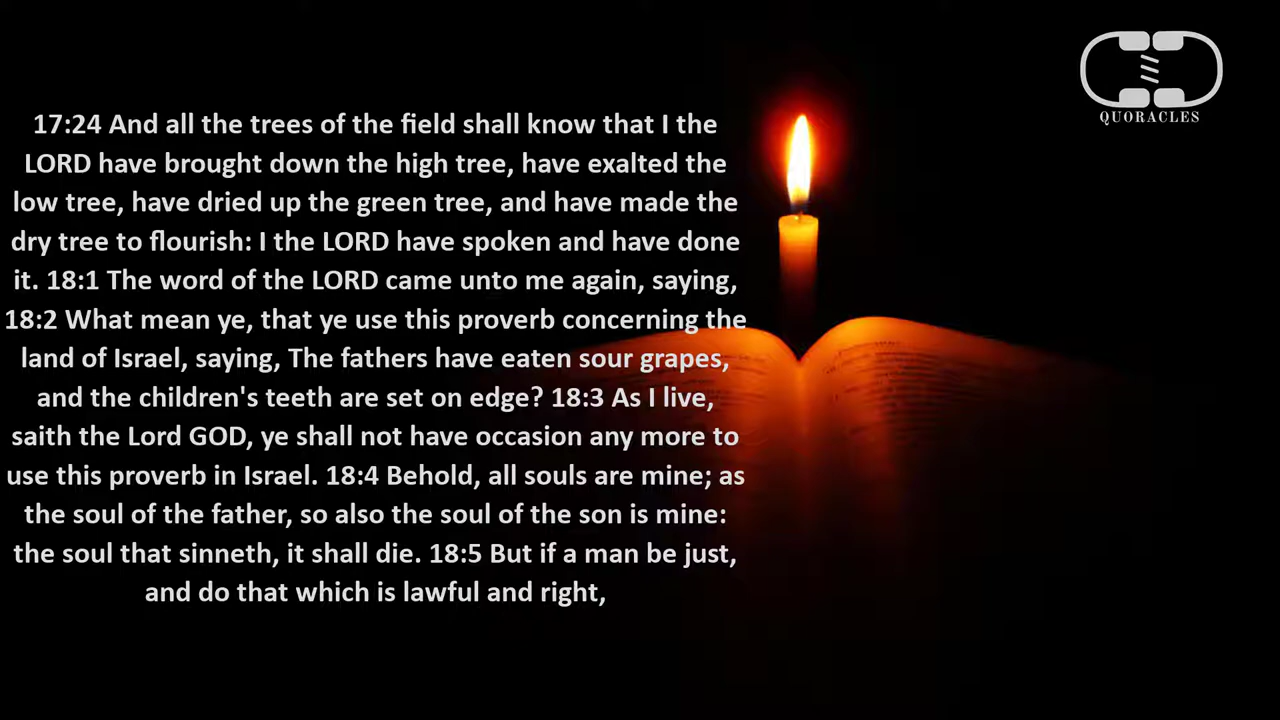 QUORACLES
17:24 And all the trees of the field shall know that I the
LORD have brought down the high tree, have exalted the
low tree, have dried up the green tree, and have made the
dry tree to flourish: I the LORD have spoken and have done
it. 18:1 The word of the LORD came unto me again, saying,
18:2 What mean ye, that ye use this proverb concerning the
land of Israel, saying, The fathers have eaten sour grapes,
and the children's teeth are set on edge? 18:3 As I live,
saith the Lord GOD, ye shall not have occasion any more to
use this proverb in Israel. 18:4 Behold, all souls are mine; as
the soul of the father, so also the soul of the son is mine:
the soul that sinneth, it shall die. 18:5 But if a man be just,
and do that which is lawful and right,